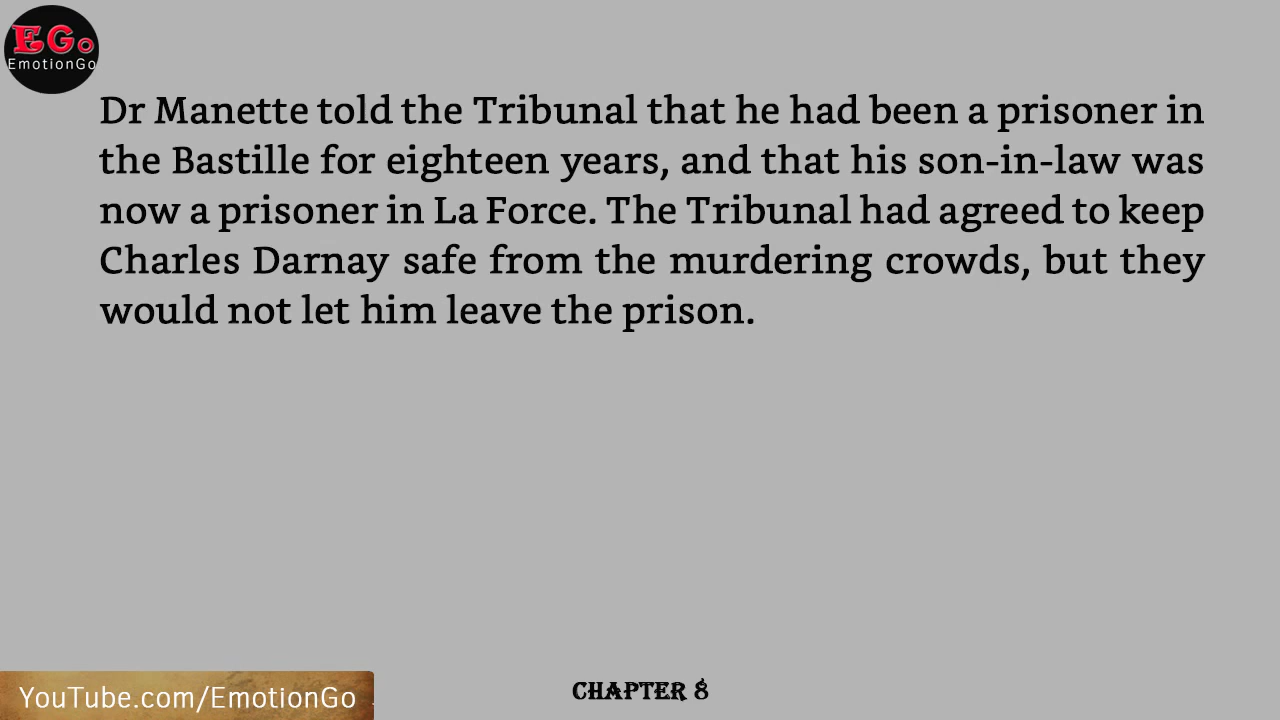 EGo
EmotionGo
Dr Manette told the Tribunal that he had been a prisoner in
the Bastille for eighteen years, and that his son-in-law was
now a prisoner in La Force. The Tribunal had agreed to keep
Charles Darnay safe from the murdering crowds, but they
would not let him leave the prison.
YouTube.com/EmotionGo
CHAPTER 8